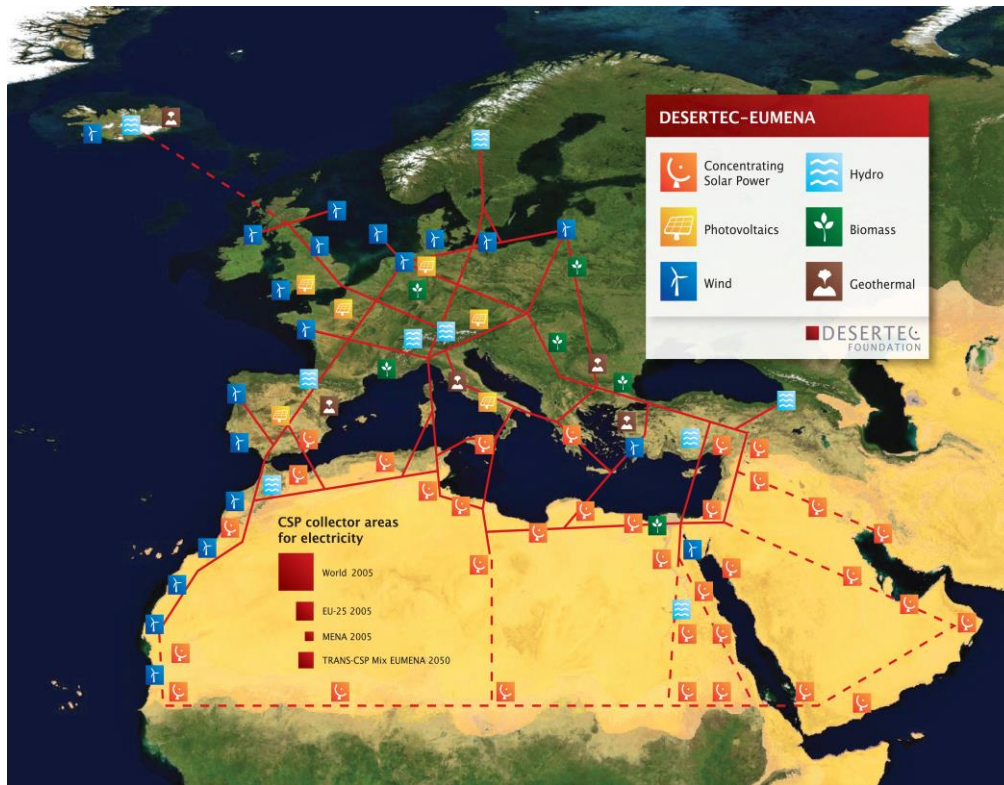 DESERTEC-EUMENA
Concentrating
Solar Power
Hydro
Photovoltaics
Biomass
Wind
Geothermal
DESERTEC
FOUNDATION
CSP collector areas
for electricity
World 2005
EU-25 2005
MENA 2005
TRANS-CSP Mix EUMENA 2050